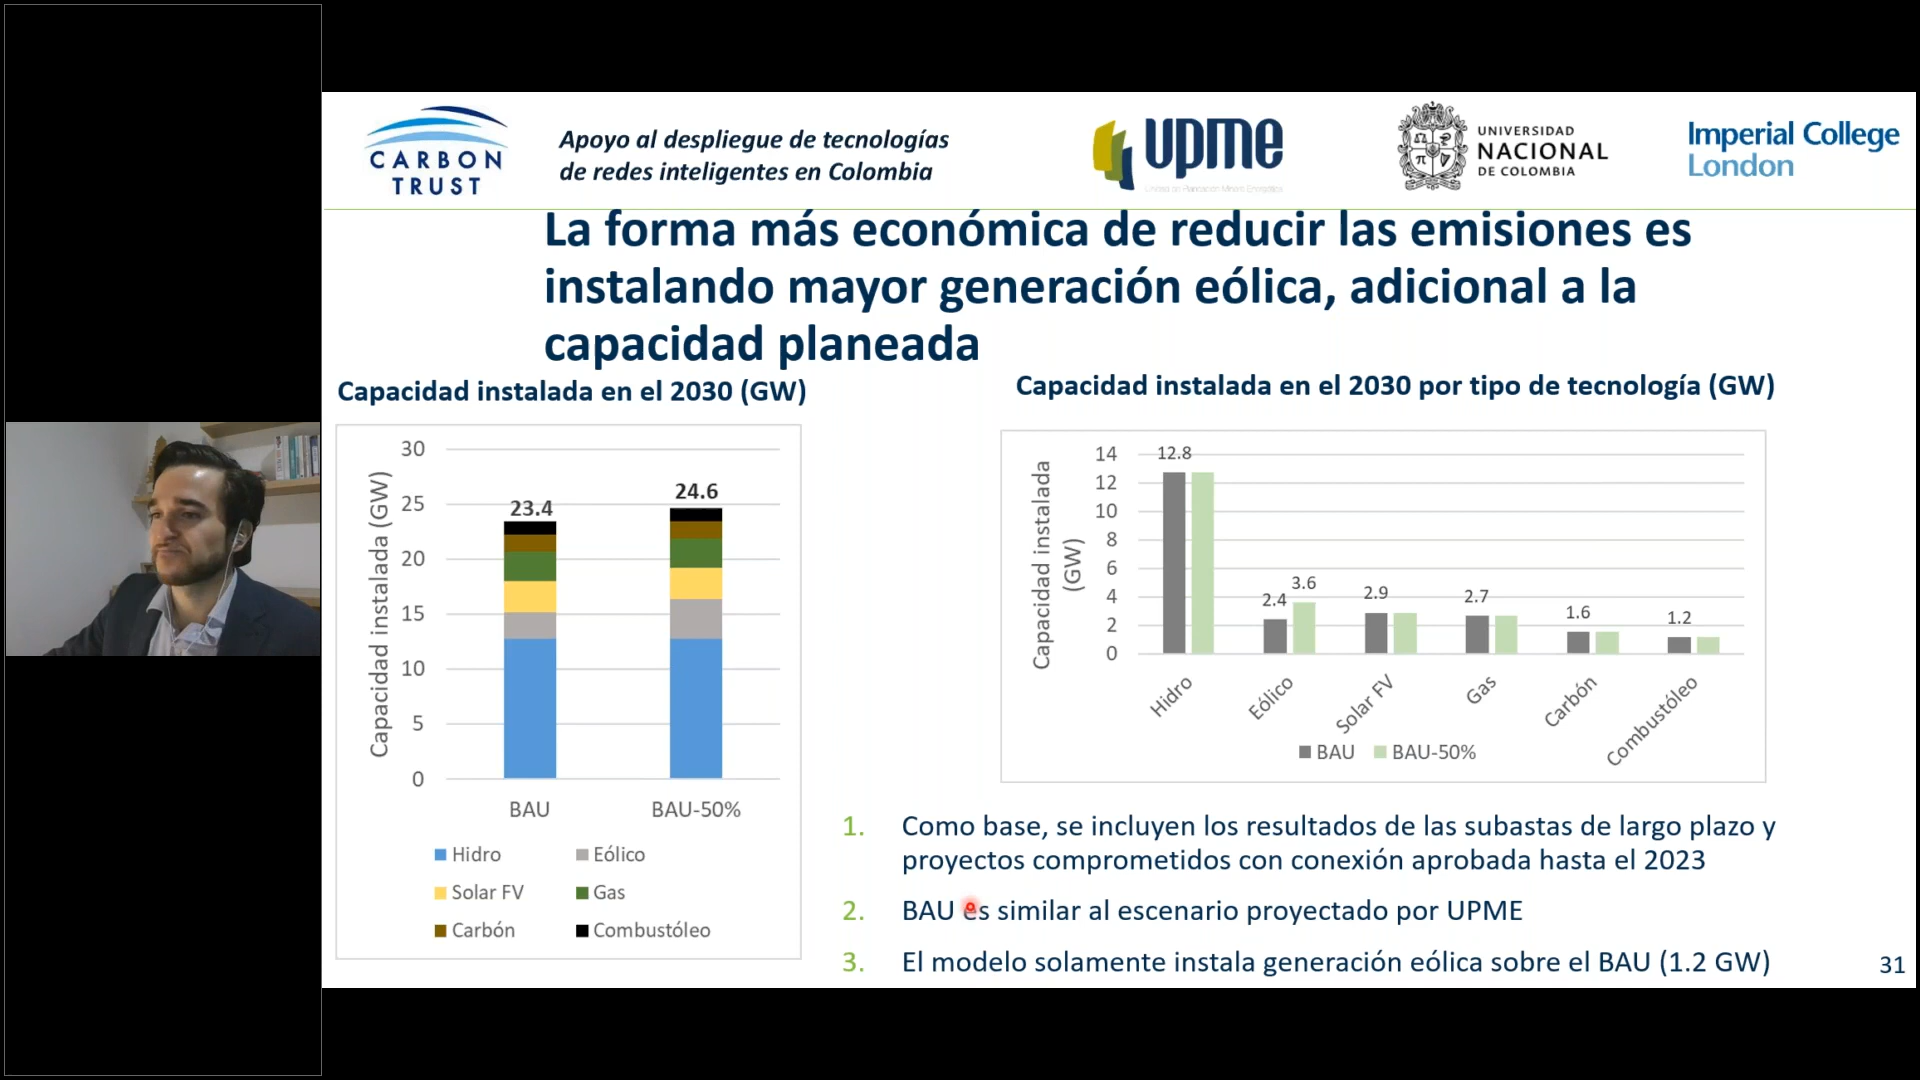 CARBON
TRUST
Apoyo al despliegue de tecnologías
de redes inteligentes en Colombia
upme
Unidad de Planeación Minero Energética
UNIVERSIDAD
NACIONAL
DE COLOMBIA
Imperial College
London
La forma más económica de reducir las emisiones es
instalando mayor generación eólica, adicional a la
capacidad planeada
Capacidad instalada en el 2030 (GW)
Capacidad instalada (GW)
30
25
20
15
10
5
0
23.4
24.6
BAU
BAU-50%
Hidro
Eólico
Solar FV
Gas
Carbón
Combustóleo
Capacidad instalada en el 2030 por tipo de tecnología (GW)
Capacidad instalada
(GW)
14
12
10
8
6
4
2
0
12.8
2.4
3.6
2.9
2.7
1.6
1.2
Hidro
Eólico
Solar FV
Gas
Carbón
Combustóleo
BAU
BAU-50%
1. Como base, se incluyen los resultados de las subastas de largo plazo y
proyectos comprometidos con conexión aprobada hasta el 2023
2. BAU es similar al escenario proyectado por UPME
3. El modelo solamente instala generación eólica sobre el BAU (1.2 GW)
31